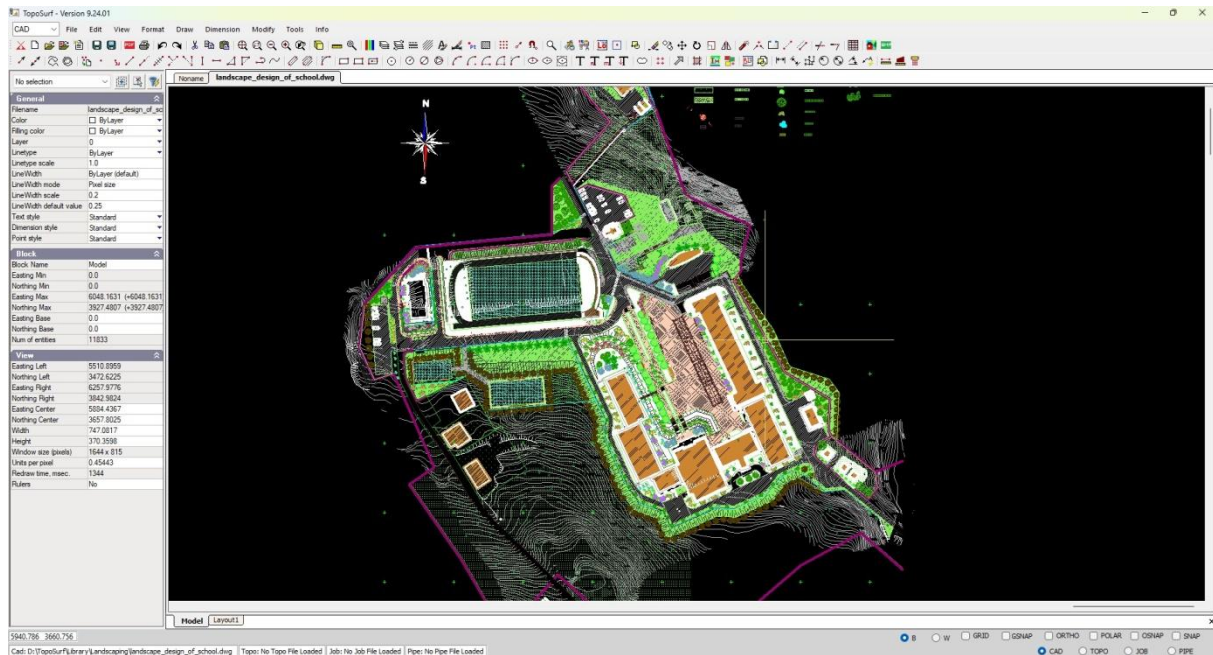 TopoSurf - Version 9.24.01
CAD File Edit View Format Draw Dimension Modify Tools Info
No selection
Noname landscape_design_of_school.dwg
General
Filename landscape_design_of_sc
Color ByLayer
Filling color ByLayer
Layer 0
Linetype ByLayer
Linetype scale 1.0
LineWidth ByLayer (default)
LineWidth mode Pixel size
LineWidth scale 0.2
LineWidth default value 0.25
Text style Standard
Dimension style Standard
Point style Standard
Block
Block Name Model
Easting Min 0.0
Northing Min 0.0
Easting Max 6048.1631 (+6048.1631
Northing Max 3927.4807 (+3927.4807
Easting Base 0.0
Northing Base 0.0
Num of entities 11833
View
Easting Left 5510.8959
Northing Left 3472.6225
Easting Right 6257.9776
Northing Right 3842.9824
Easting Center 5884.4367
Northing Center 3657.8025
Width 747.0817
Height 370.3598
Window size (pixels) 1644 x 815
Units per pixel 0.45443
Redraw time, msec. 1344
Rulers No
N
S
Model Layout1
5940.786 3660.756
B W GRID GSNAP ORTHO POLAR OSNAP SNAP
Cad: D:\TopoSurf\Library\Landscaping\landscape_design_of_school.dwg Topo: No Topo File Loaded Job: No Job File Loaded Pipe: No Pipe File Loaded
CAD TOPO JOB PIPE